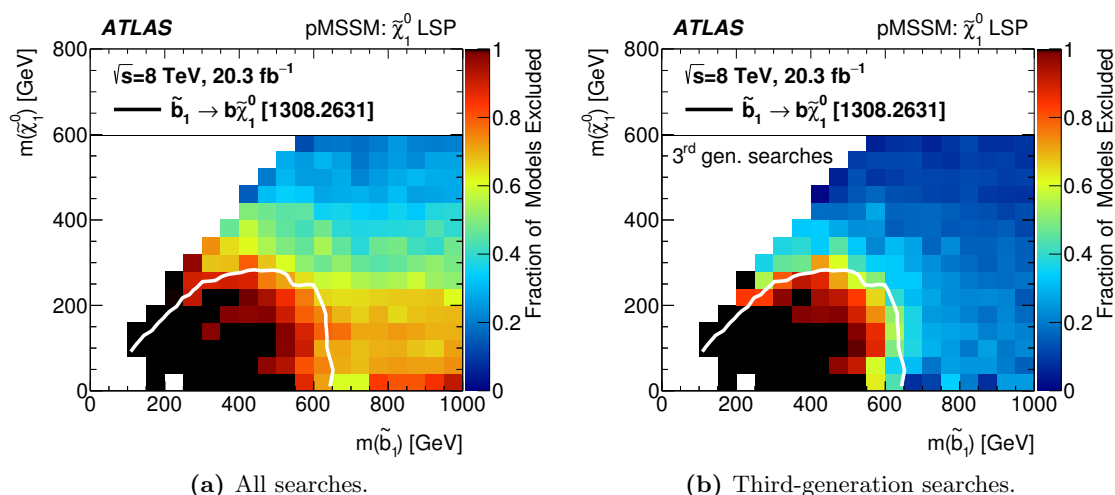 ATLAS pMSSM: χ̃₁⁰ LSP
√s=8 TeV, 20.3 fb⁻¹
b̃₁ → bχ̃₁⁰ [1308.2631]
m(χ̃₁⁰) [GeV]
800
600
400
200
0
0 200 400 600 800 1000
m(b̃₁) [GeV]
1
0.8
0.6
0.4
0.2
0
Fraction of Models Excluded
(a) All searches.
ATLAS pMSSM: χ̃₁⁰ LSP
√s=8 TeV, 20.3 fb⁻¹
b̃₁ → bχ̃₁⁰ [1308.2631]
3ʳᵈ gen. searches
m(χ̃₁⁰) [GeV]
800
600
400
200
0
0 200 400 600 800 1000
m(b̃₁) [GeV]
1
0.8
0.6
0.4
0.2
0
Fraction of Models Excluded
(b) Third-generation searches.